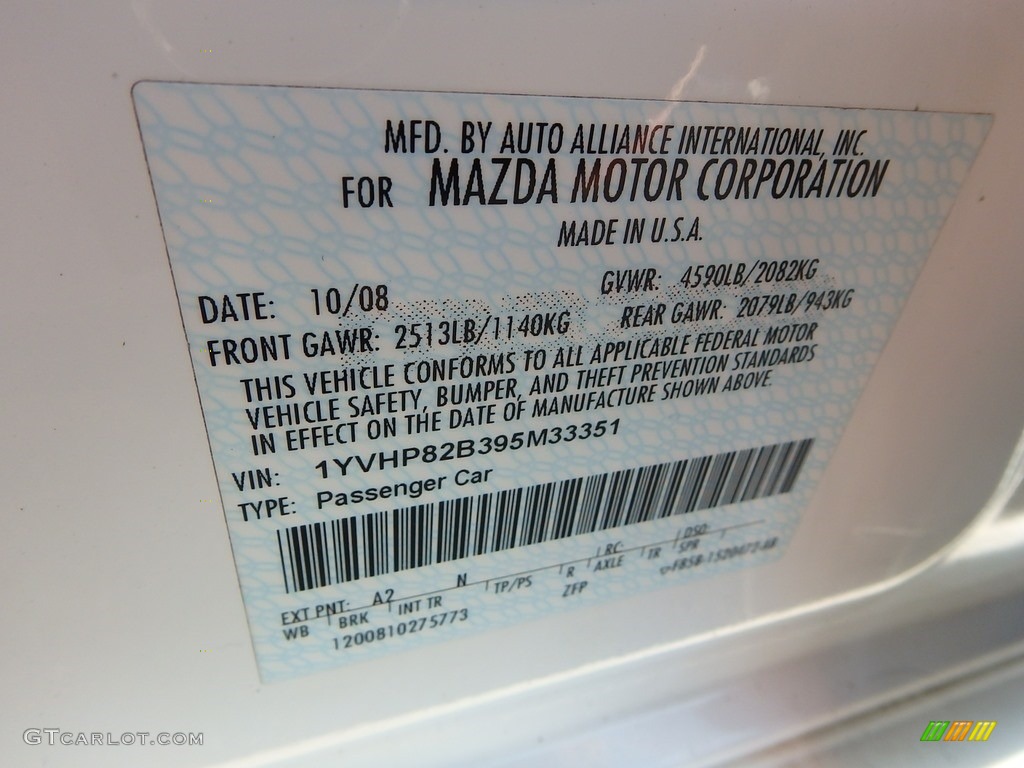 MFD. BY AUTO ALLIANCE INTERNATIONAL, INC.
FOR MAZDA MOTOR CORPORATION
MADE IN U.S.A.
DATE: 10/08 GVWR: 4590LB/2082KG
FRONT GAWR: 2513LB/1140KG REAR GAWR: 2079LB/943KG
THIS VEHICLE CONFORMS TO ALL APPLICABLE FEDERAL MOTOR
VEHICLE SAFETY, BUMPER, AND THEFT PREVENTION STANDARDS
IN EFFECT ON THE DATE OF MANUFACTURE SHOWN ABOVE.
VIN: 1YVHP82B395M33351
TYPE: Passenger Car
EXT PNT: A2 N RC: DSO:
WB BRK INT TR TP/PS R AXLE TR SPR
1200810275773 ZFP
GTCARLOT.COM